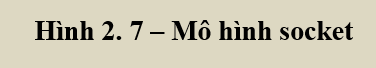 Hình 2. 7 – Mô hình socket